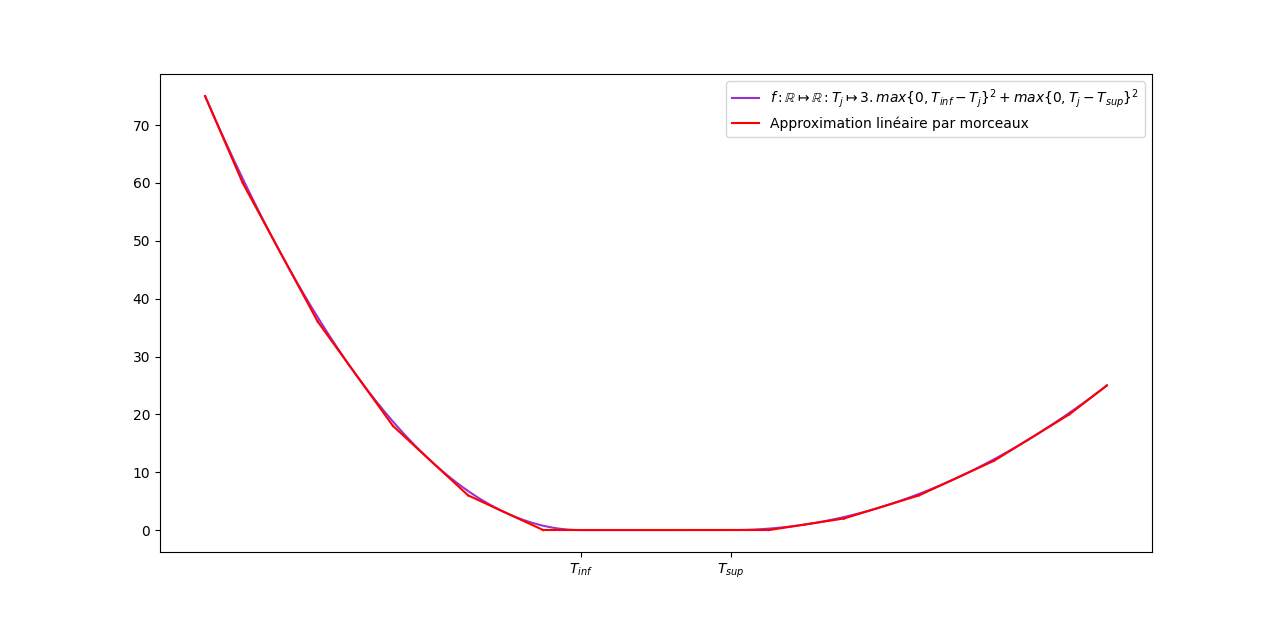 f : ℝ ↦ ℝ : T_j ↦ 3. max{0, T_inf − T_j}² + max{0, T_j − T_sup}²
Approximation linéaire par morceaux
70
60
50
40
30
20
10
0
T_inf T_sup